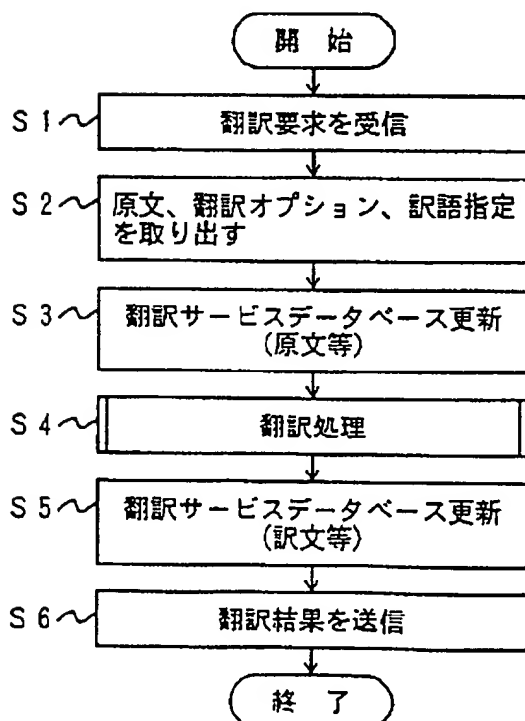 開 始
S1 翻訳要求を受信
S2 原文、翻訳オプション、訳語指定
を取り出す
S3 翻訳サービスデータベース更新
(原文等)
S4 翻訳処理
S5 翻訳サービスデータベース更新
(訳文等)
S6 翻訳結果を送信
終 了